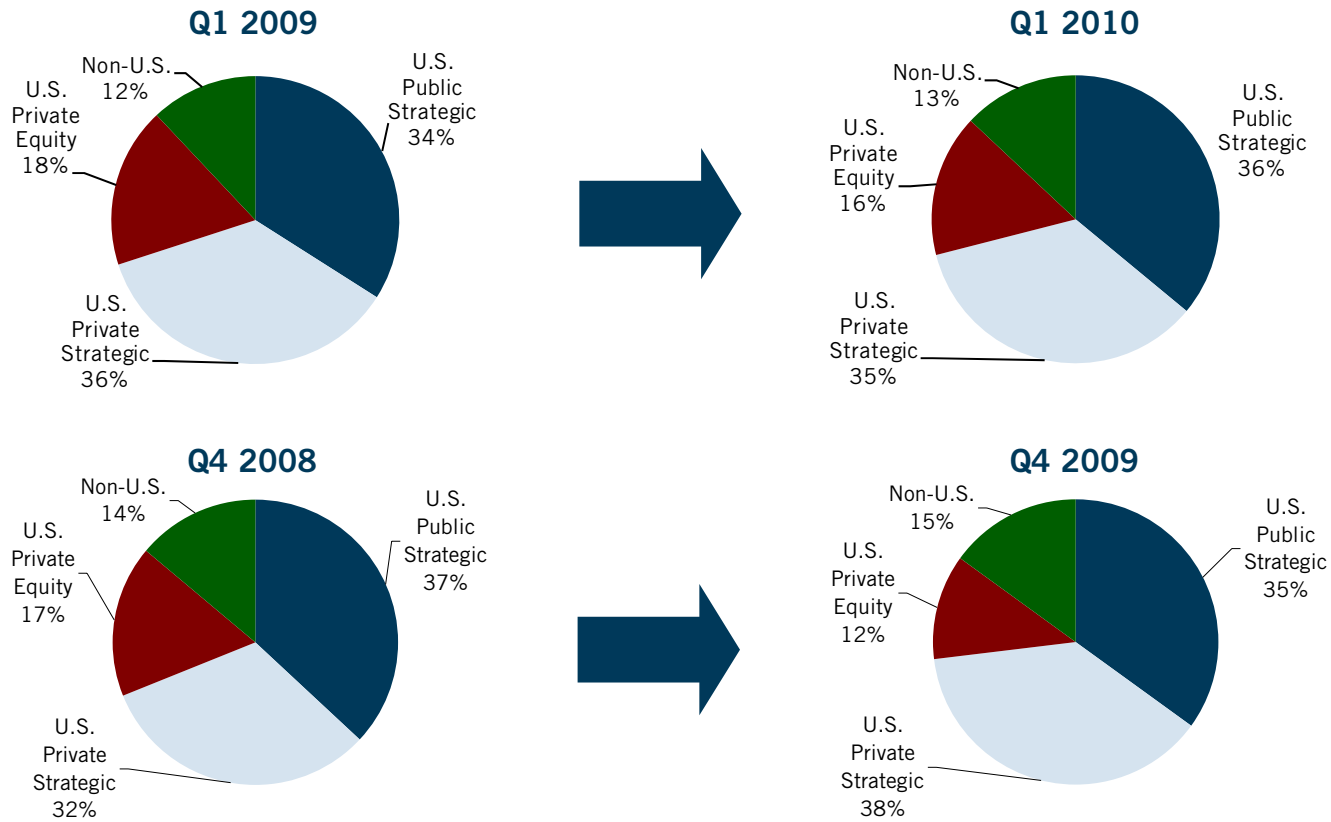 Q1 2009
Non-U.S.
12%
U.S.
Public
Strategic
34%
U.S.
Private
Equity
18%
U.S.
Private
Strategic
36%
Q1 2010
Non-U.S.
13%
U.S.
Public
Strategic
36%
U.S.
Private
Equity
16%
U.S.
Private
Strategic
35%
Q4 2008
Non-U.S.
14%
U.S.
Public
Strategic
37%
U.S.
Private
Equity
17%
U.S.
Private
Strategic
32%
Q4 2009
Non-U.S.
15%
U.S.
Public
Strategic
35%
U.S.
Private
Equity
12%
U.S.
Private
Strategic
38%